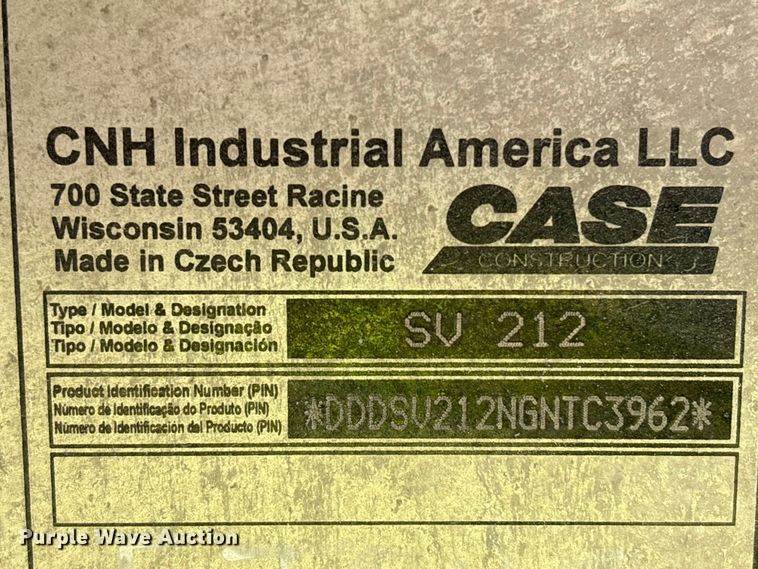 CNH Industrial America LLC
700 State Street Racine
Wisconsin 53404, U.S.A.
Made in Czech Republic
CASE
CONSTRUCTION
Type / Model & Designation
Tipo / Modelo & Designação
Tipo / Modelo & Designación
SV 212
Product Identification Number (PIN)
Número de Identificação do Produto (PIN)
Número de Identificación del Producto (PIN)
*DDDSV212NGNTC3962*
Purple Wave Auction